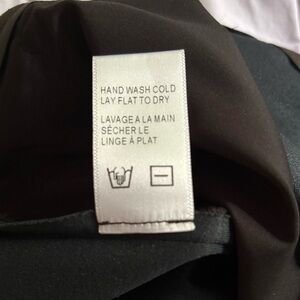 HAND WASH COLD
LAY FLAT TO DRY
LAVAGE A LA MAIN
SÉCHER LE
LINGE À PLAT